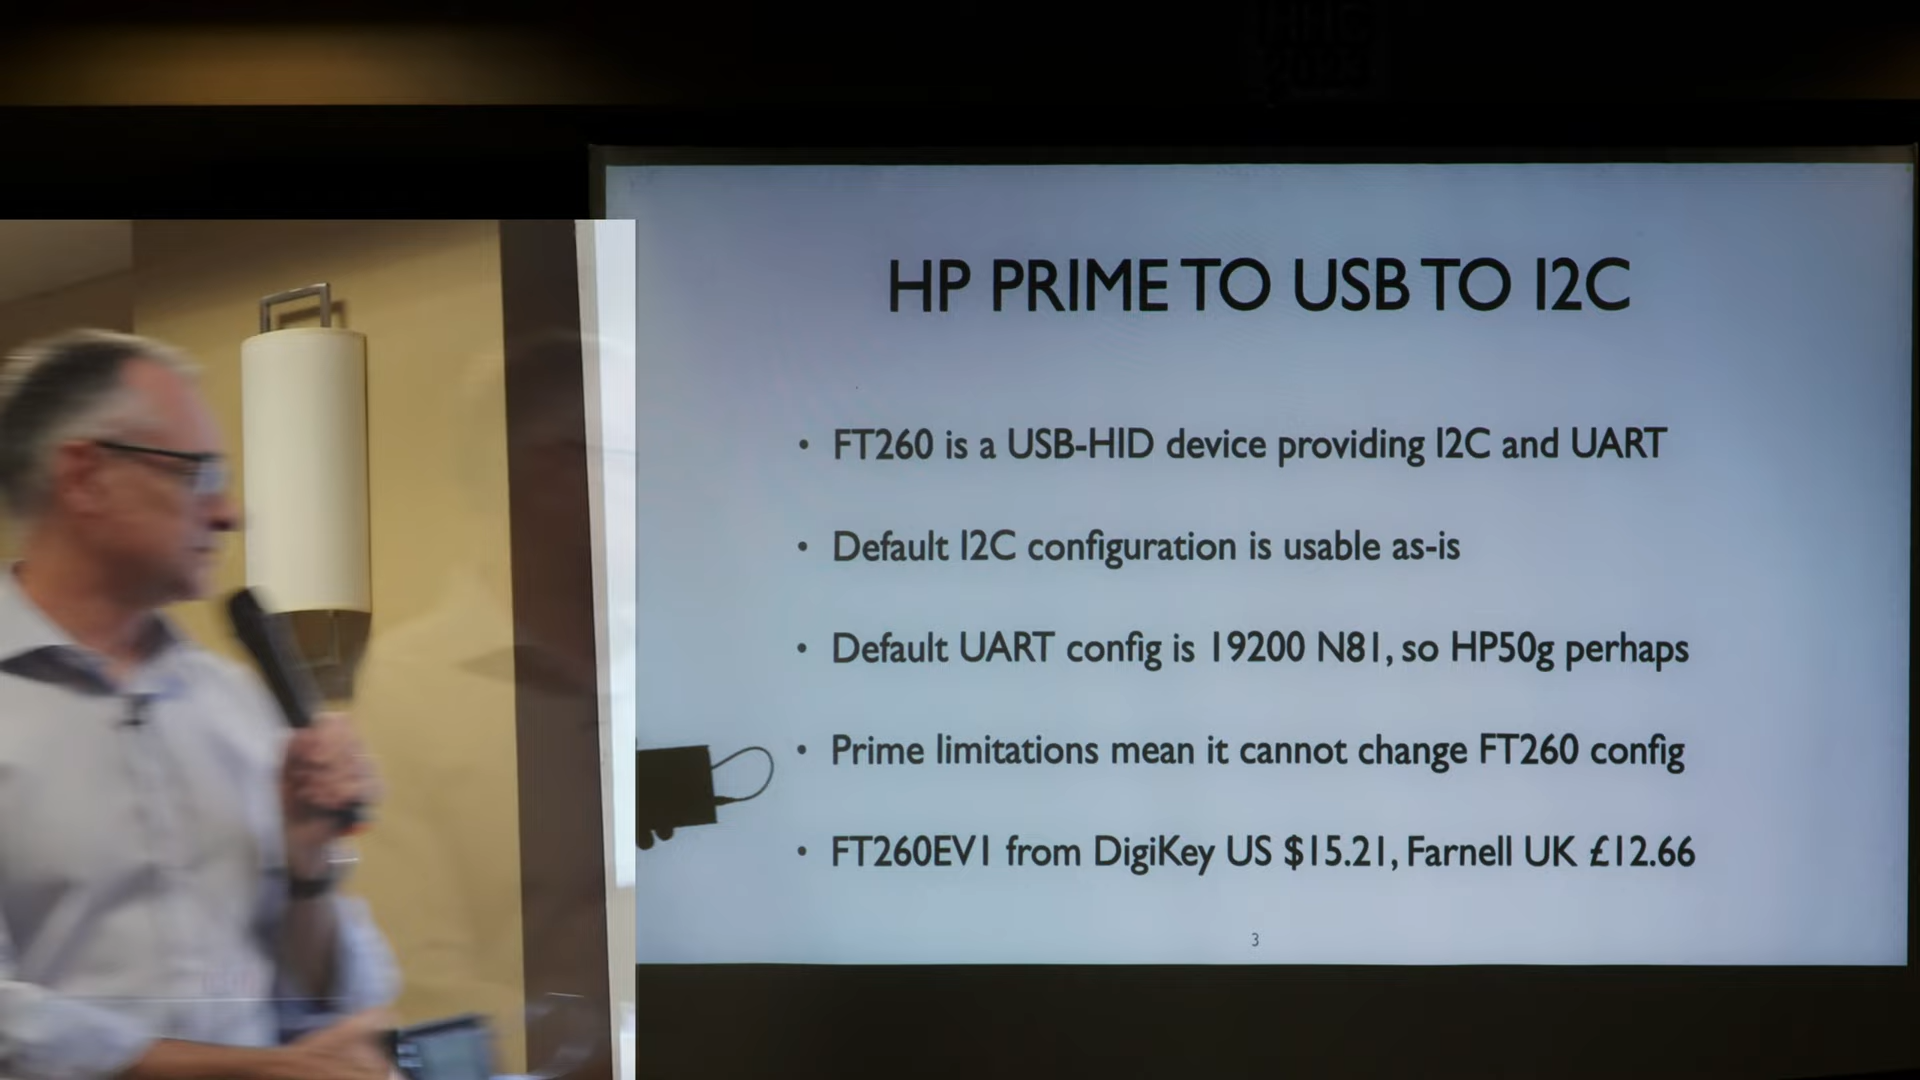 HP PRIME TO USB TO I2C
• FT260 is a USB-HID device providing I2C and UART
• Default I2C configuration is usable as-is
• Default UART config is 19200 N81, so HP50g perhaps
• Prime limitations mean it cannot change FT260 config
• FT260EV1 from DigiKey US $15.21, Farnell UK £12.66
3